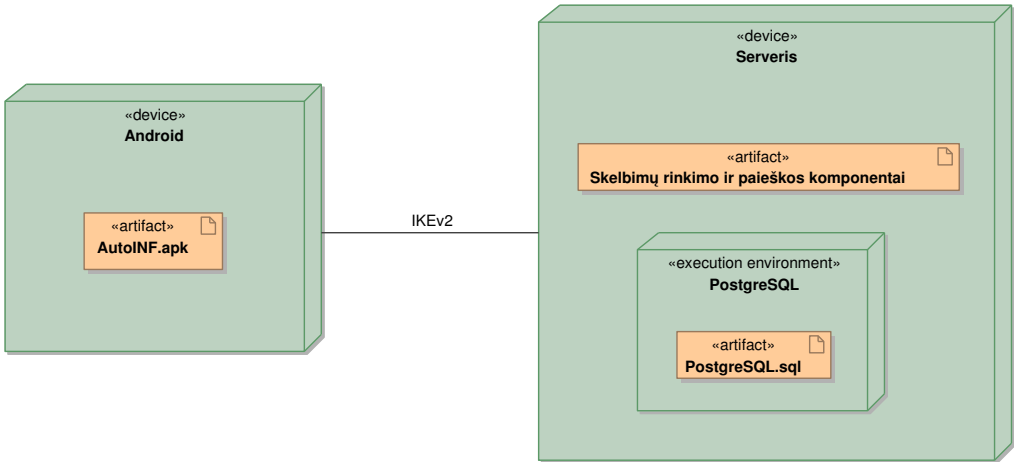 «device»
Android
«artifact»
AutoINF.apk
IKEv2
«device»
Serveris
«artifact»
Skelbimų rinkimo ir paieškos komponentai
«execution environment»
PostgreSQL
«artifact»
PostgreSQL.sql